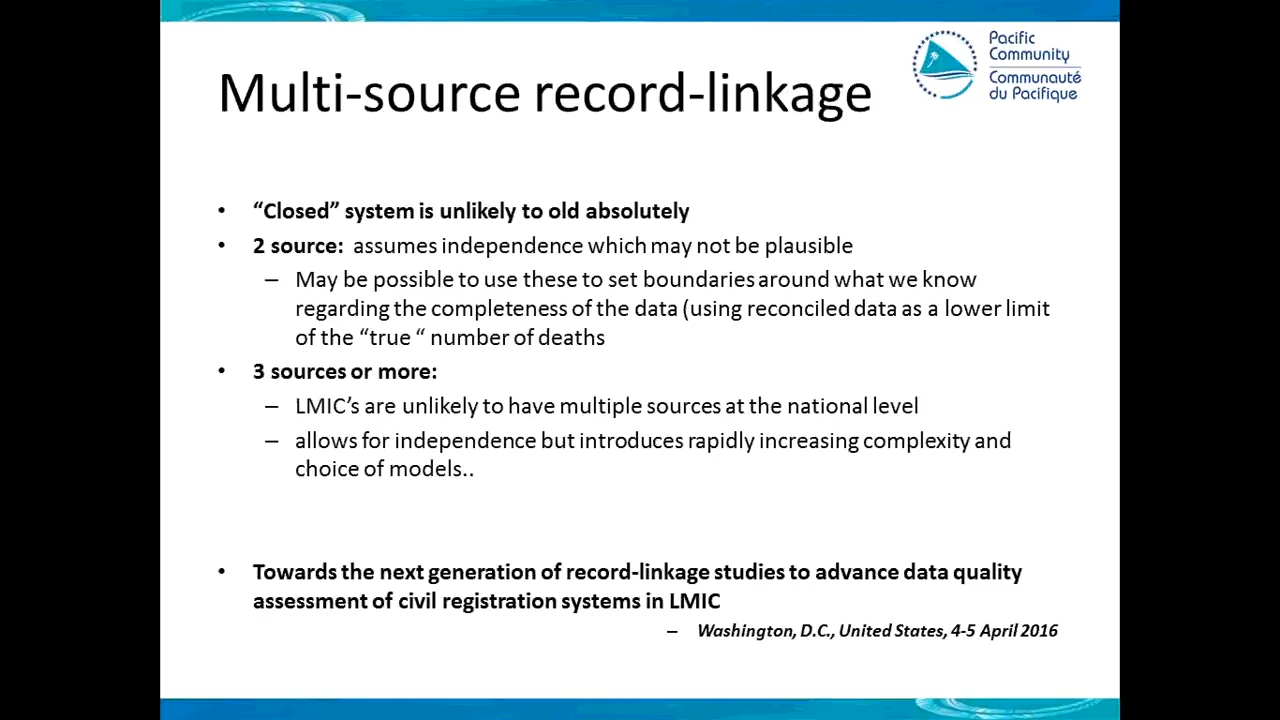 Pacific
Community
Communauté
du Pacifique
Multi-source record-linkage
• “Closed” system is unlikely to old absolutely
• 2 source: assumes independence which may not be plausible
– May be possible to use these to set boundaries around what we know
regarding the completeness of the data (using reconciled data as a lower limit
of the “true “ number of deaths
• 3 sources or more:
– LMIC’s are unlikely to have multiple sources at the national level
– allows for independence but introduces rapidly increasing complexity and
choice of models..
• Towards the next generation of record-linkage studies to advance data quality
assessment of civil registration systems in LMIC
– Washington, D.C., United States, 4-5 April 2016